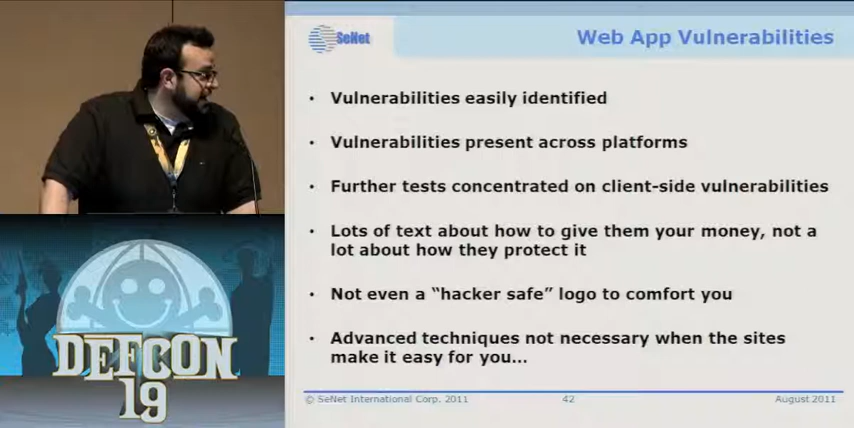 SeNet
Web App Vulnerabilities
• Vulnerabilities easily identified
• Vulnerabilities present across platforms
• Further tests concentrated on client-side vulnerabilities
• Lots of text about how to give them your money, not a
lot about how they protect it
• Not even a “hacker safe” logo to comfort you
• Advanced techniques not necessary when the sites
make it easy for you…
© SeNet International Corp. 2011
42
August 2011
DEFCON
19